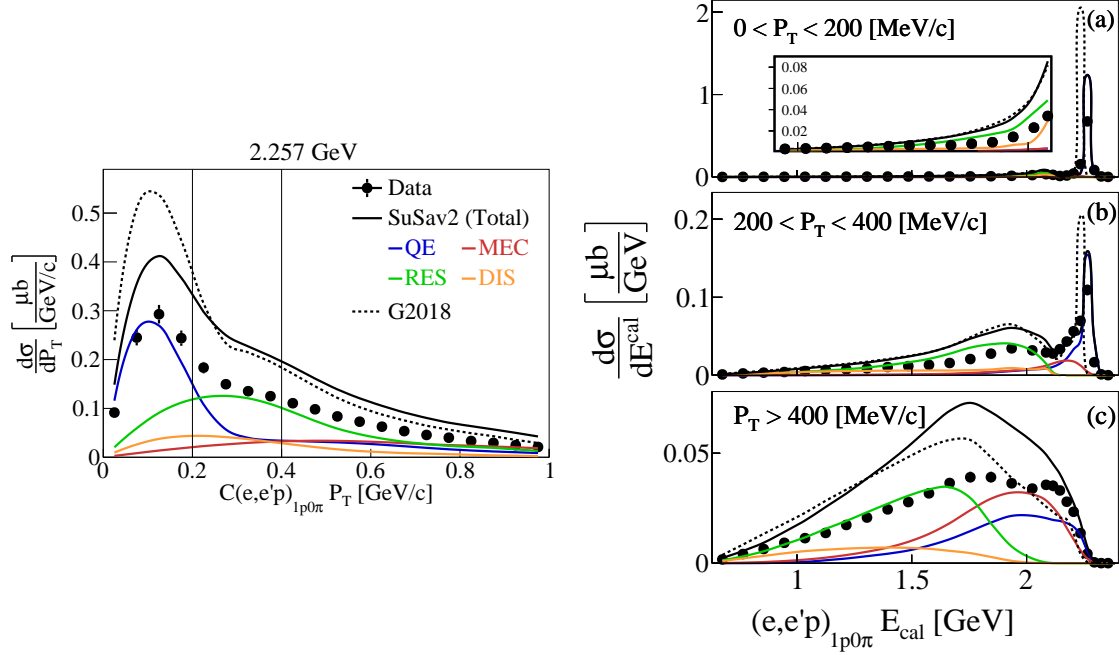 2.257 GeV
Data
SuSav2 (Total)
QE
MEC
RES
DIS
G2018
dσ/dP_T [μb/GeV/c]
0.5
0.4
0.3
0.2
0.1
0
0 0.2 0.4 0.6 0.8 1
C(e,e'p)_{1p0π} P_T [GeV/c]
dσ/dE^{cal} [μb/GeV]
0 < P_T < 200 [MeV/c]
(a)
2
1
0
0.08
0.06
0.04
0.02
200 < P_T < 400 [MeV/c]
(b)
0.2
0.1
0
P_T > 400 [MeV/c]
(c)
0.05
0
1 1.5 2
(e,e'p)_{1p0π} E_{cal} [GeV]